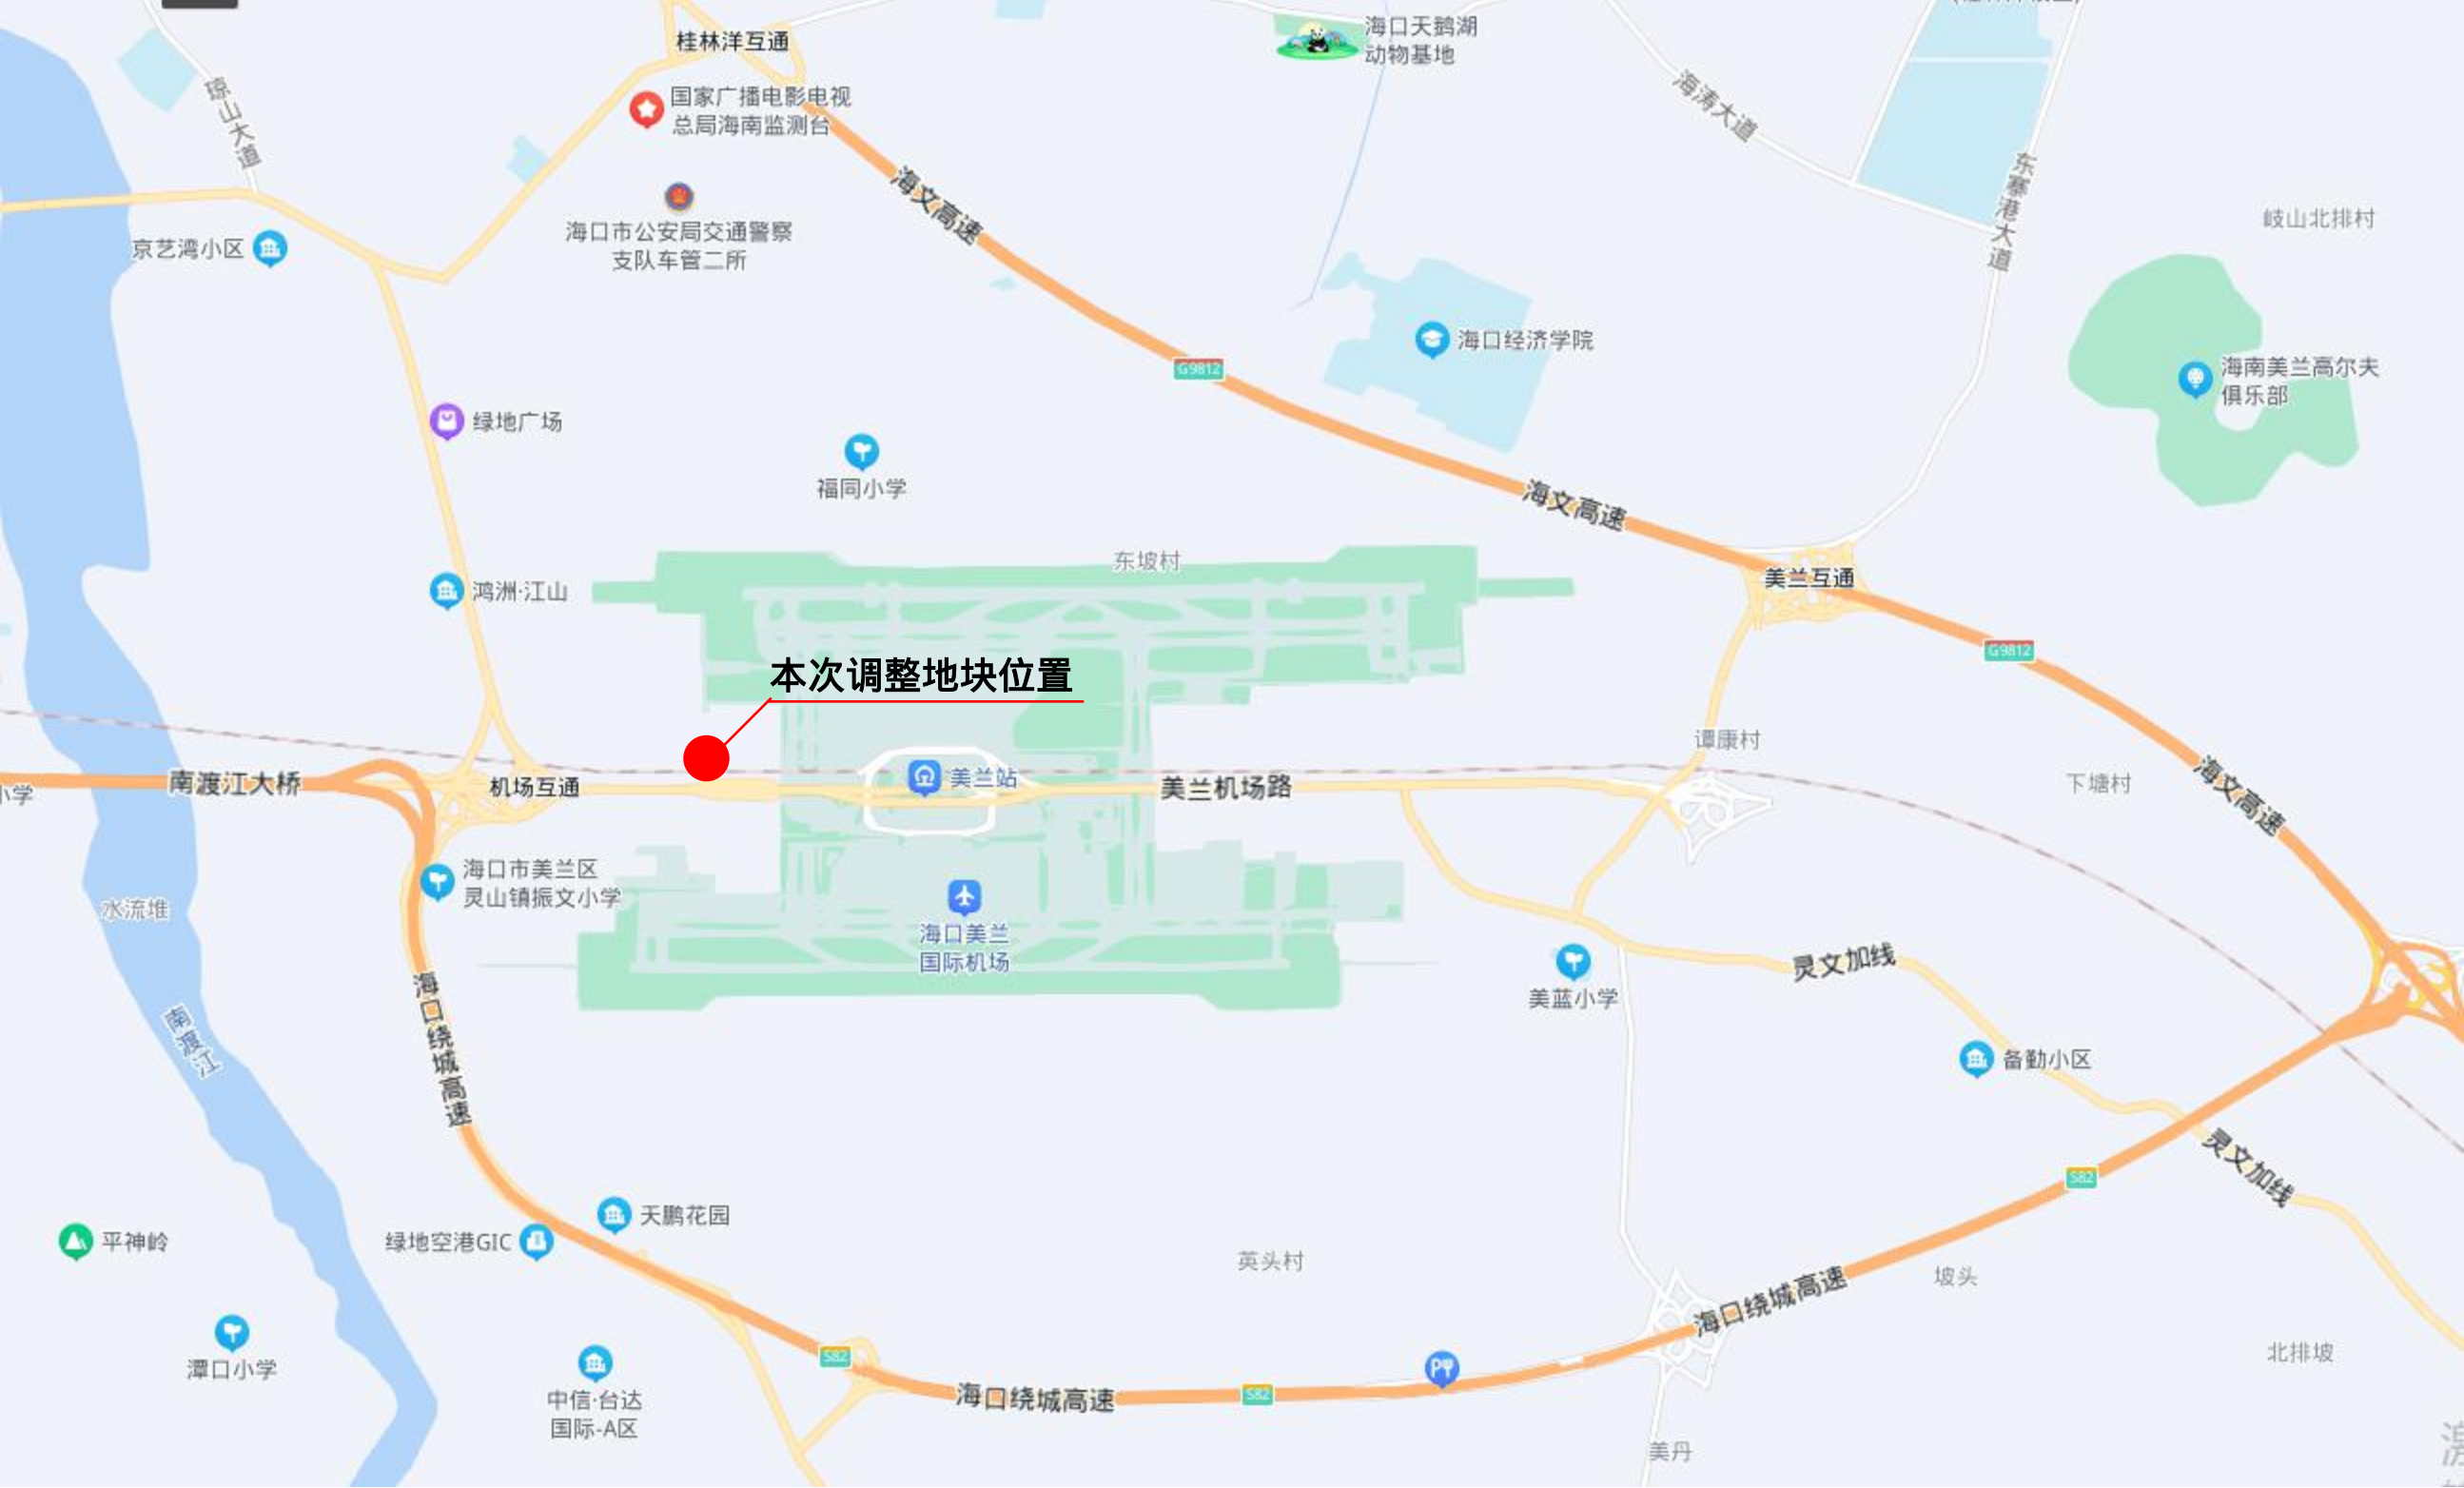 桂林洋互通
海口天鹅湖
动物基地
国家广播电影电视
总局海南监测台
琼山大道
海涛大道
东寨港大道
海文高速
岐山北排村
海口市公安局交通警察
支队车管二所
京艺湾小区
海口经济学院
G9812
海南美兰高尔夫
俱乐部
绿地广场
福同小学
海文高速
东坡村
美兰互通
鸿洲·江山
G9812
本次调整地块位置
谭康村
南渡江大桥
机场互通
美兰站
美兰机场路
下塘村
海文高速
小学
海口市美兰区
灵山镇振文小学
水流堆
海口美兰
国际机场
灵文加线
美蓝小学
海口绕城高速
南渡江
备勤小区
灵文加线
S82
天鹏花园
平神岭
绿地空港GIC
英头村
坡头
海口绕城高速
潭口小学
S82
北排坡
中信·台达
国际-A区
海口绕城高速
S82
P
美丹